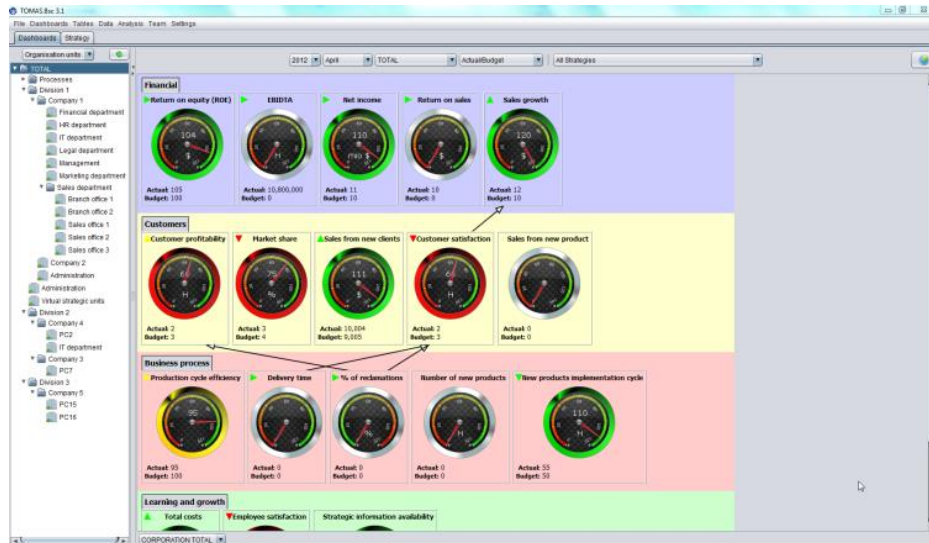 TOMAS.Bsc 3.1
File Dashboards Tables Data Analysis Team Settings
Dashboards Strategy
Organisation units
2012 April TOTAL Actual/Budget All Strategies
TOTAL
Processes
Division 1
Company 1
Financial department
HR department
IT department
Legal department
Management
Marketing department
Sales department
Branch office 1
Branch office 2
Sales office 1
Sales office 2
Sales office 3
Company 2
Administration
Administration
Virtual strategic units
Division 2
Company 4
PC2
IT department
Company 3
PC7
Division 3
Company 5
PC15
PC16
Financial
Return on equity (ROE) EBIDTA Net income Return on sales Sales growth
104 $ H 110 mio $ $ 120 $
Actual: 105 Actual: 10,800,000 Actual: 11 Actual: 10 Actual: 12
Budget: 100 Budget: 0 Budget: 10 Budget: 8 Budget: 10
Customers
Customer profitability Market share Sales from new clients Customer satisfaction Sales from new product
H 75 % 111 $ H
Actual: 2 Actual: 3 Actual: 10,004 Actual: 2 Actual: 0
Budget: 3 Budget: 4 Budget: 9,005 Budget: 3 Budget: 0
Business process
Production cycle efficiency Delivery time % of reclamations Number of new products New products implementation cycle
95 % H 110 H
Actual: 95 Actual: 0 Actual: 0 Actual: 0 Actual: 55
Budget: 100 Budget: 0 Budget: 0 Budget: 0 Budget: 50
Learning and growth
Total costs Employee satisfaction Strategic information availability
CORPORATION TOTAL